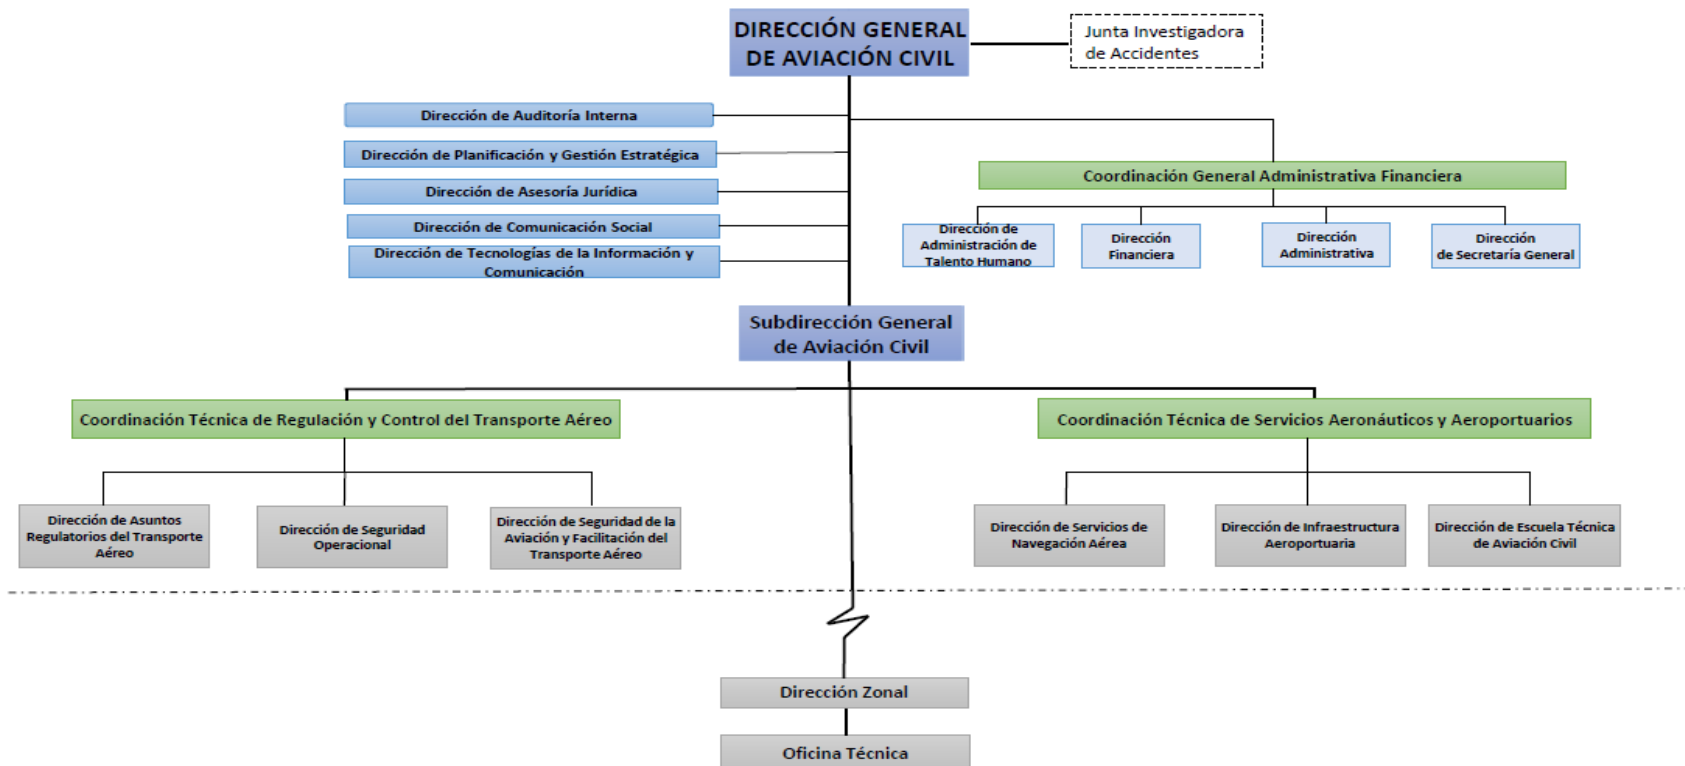 DIRECCIÓN GENERAL
DE AVIACIÓN CIVIL
Junta Investigadora
de Accidentes
Dirección de Auditoría Interna
Dirección de Planificación y Gestión Estratégica
Dirección de Asesoría Jurídica
Dirección de Comunicación Social
Dirección de Tecnologías de la Información y
Comunicación
Coordinación General Administrativa Financiera
Dirección de
Administración de
Talento Humano
Dirección
Financiera
Dirección
Administrativa
Dirección
de Secretaría General
Subdirección General
de Aviación Civil
Coordinación Técnica de Regulación y Control del Transporte Aéreo
Coordinación Técnica de Servicios Aeronáuticos y Aeroportuarios
Dirección de Asuntos
Regulatorios del Transporte
Aéreo
Dirección de Seguridad
Operacional
Dirección de Seguridad de la
Aviación y Facilitación del
Transporte Aéreo
Dirección de Servicios de
Navegación Aérea
Dirección de Infraestructura
Aeroportuaria
Dirección de Escuela Técnica
de Aviación Civil
Dirección Zonal
Oficina Técnica